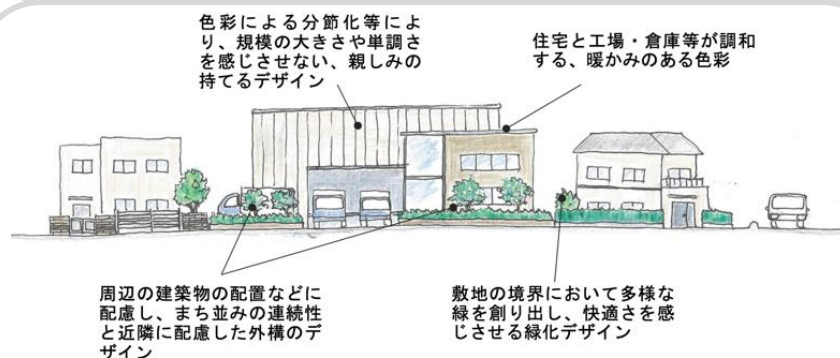 色彩による分節化等によ
り、規模の大きさや単調さ
を感じさせない、親しみの
持てるデザイン
住宅と工場・倉庫等が調和
する、暖かみのある色彩
周辺の建築物の配置などに
配慮し、まち並みの連続性
と近隣に配慮した外構のデ
ザイン
敷地の境界において多様な
緑を創り出し、快適さを感
じさせる緑化デザイン